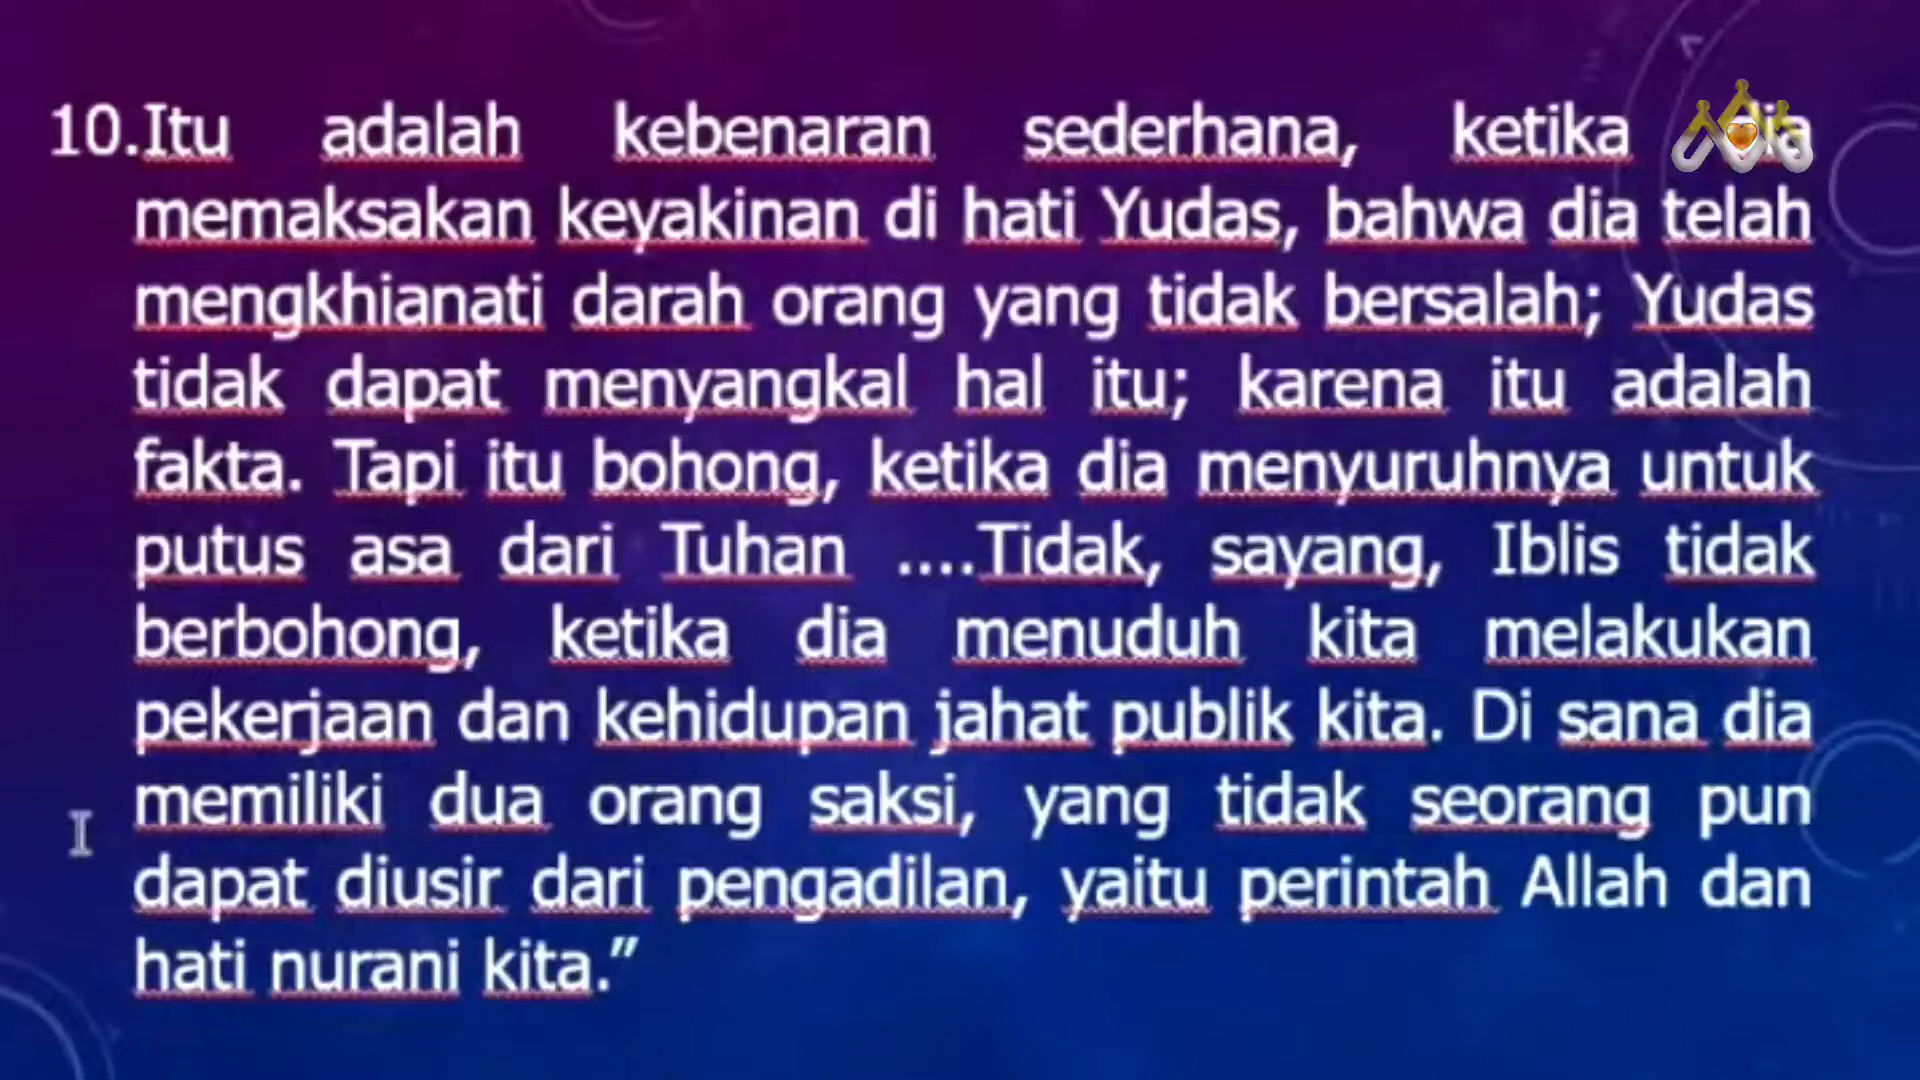 10.Itu adalah kebenaran sederhana, ketika dia
memaksakan keyakinan di hati Yudas, bahwa dia telah
mengkhianati darah orang yang tidak bersalah; Yudas
tidak dapat menyangkal hal itu; karena itu adalah
fakta. Tapi itu bohong, ketika dia menyuruhnya untuk
putus asa dari Tuhan ....Tidak, sayang, Iblis tidak
berbohong, ketika dia menuduh kita melakukan
pekerjaan dan kehidupan jahat publik kita. Di sana dia
memiliki dua orang saksi, yang tidak seorang pun
dapat diusir dari pengadilan, yaitu perintah Allah dan
hati nurani kita.”